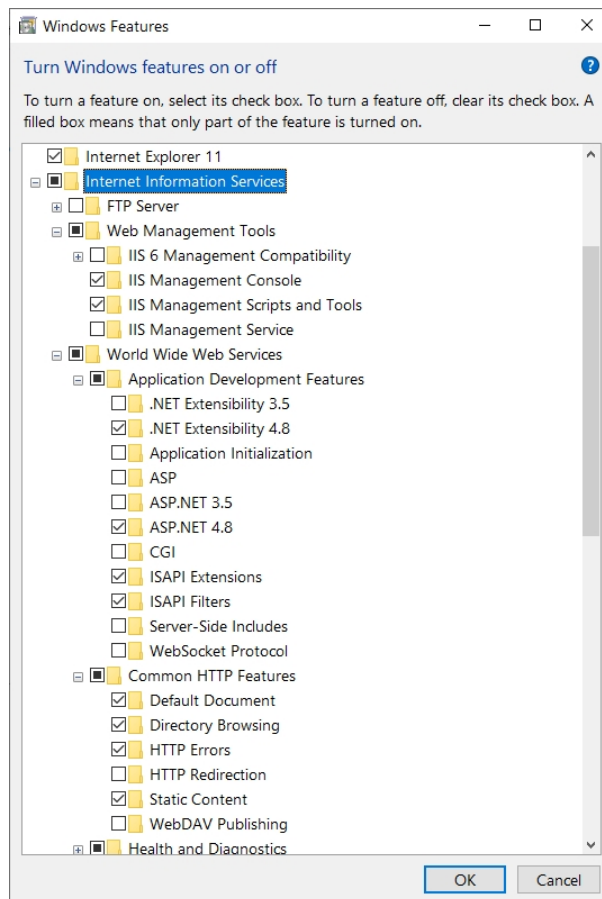 Windows Features
Turn Windows features on or off
?
To turn a feature on, select its check box. To turn a feature off, clear its check box. A
filled box means that only part of the feature is turned on.
Internet Explorer 11
Internet Information Services
FTP Server
Web Management Tools
IIS 6 Management Compatibility
IIS Management Console
IIS Management Scripts and Tools
IIS Management Service
World Wide Web Services
Application Development Features
.NET Extensibility 3.5
.NET Extensibility 4.8
Application Initialization
ASP
ASP.NET 3.5
ASP.NET 4.8
CGI
ISAPI Extensions
ISAPI Filters
Server-Side Includes
WebSocket Protocol
Common HTTP Features
Default Document
Directory Browsing
HTTP Errors
HTTP Redirection
Static Content
WebDAV Publishing
Health and Diagnostics
OK Cancel